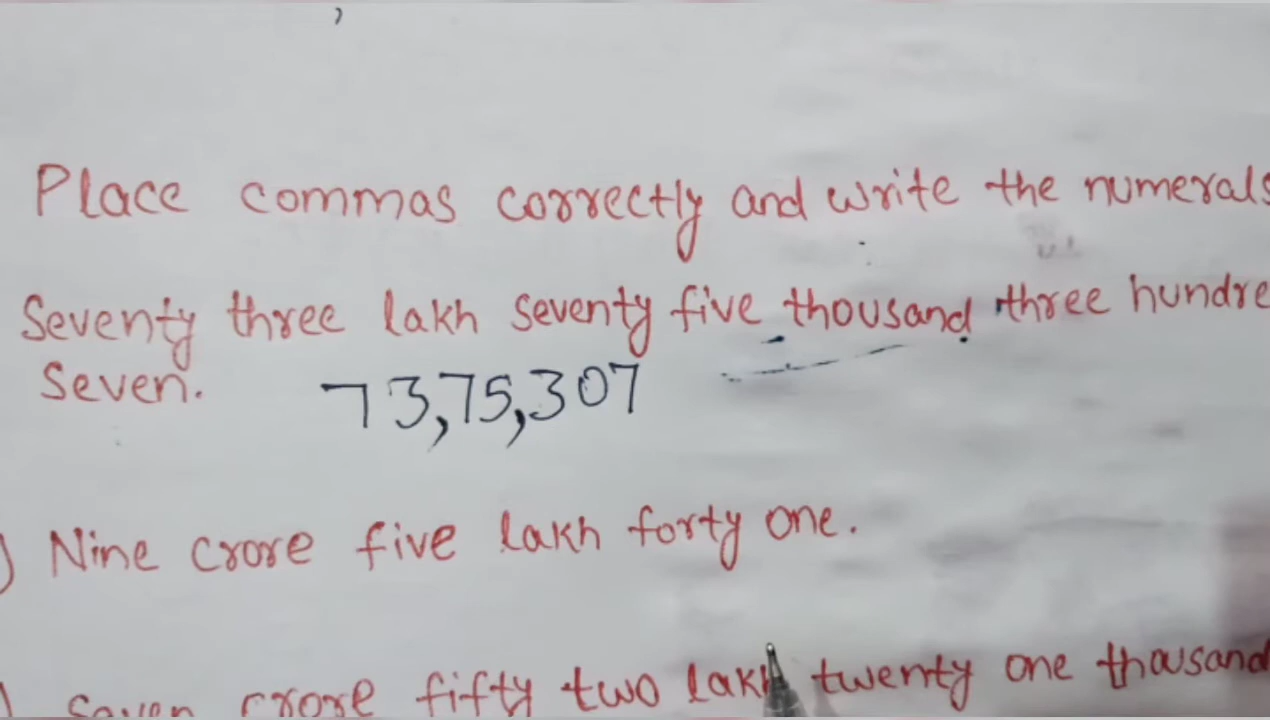 Place commas correctly and write the numerals
Seventy three lakh seventy five thousand three hundre
Seven. 73,75,307
) Nine crore five lakh forty one.
) Seven crore fifty two lakh twenty one thousand